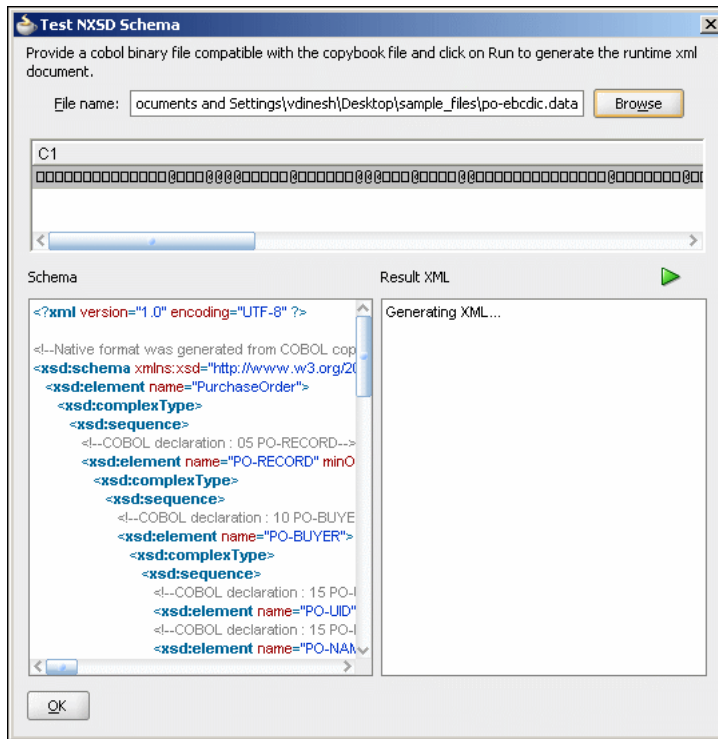 Test NXSD Schema
Provide a cobol binary file compatible with the copybook file and click on Run to generate the runtime xml
document.
File name: ocuments and Settings\vdinesh\Desktop\sample_files\po-ebcdic.data Browse
C1
□□□□□□□□□□□□□□@□□□@@@@□□□□□@□□□□□□@@@□□□@□□□□@@□□□□□□□□□□□□□□@□□□□□□□@□□
Schema
Result XML
<?xml version="1.0" encoding="UTF-8" ?>
<!--Native format was generated from COBOL cop
<xsd:schema xmlns:xsd="http://www.w3.org/20
<xsd:element name="PurchaseOrder">
<xsd:complexType>
<xsd:sequence>
<!--COBOL declaration : 05 PO-RECORD-->
<xsd:element name="PO-RECORD" minO
<xsd:complexType>
<xsd:sequence>
<!--COBOL declaration : 10 PO-BUYE
<xsd:element name="PO-BUYER">
<xsd:complexType>
<xsd:sequence>
<!--COBOL declaration : 15 PO-
<xsd:element name="PO-UID"
<!--COBOL declaration : 15 PO-
<xsd:element name="PO-NAM
Generating XML...
OK